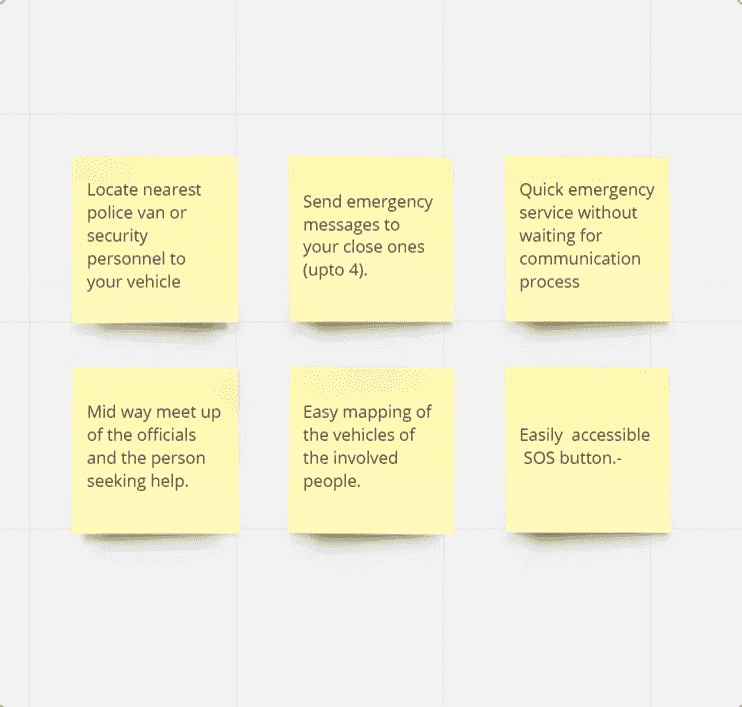 Locate nearest
police van or
security
personnel to
your vehicle
Send emergency
messages to
your close ones
(upto 4).
Quick emergency
service without
waiting for
communication
process
Mid way meet up
of the officials
and the person
seeking help.
Easy mapping of
the vehicles of
the involved
people.
Easily  accessible
SOS button.-